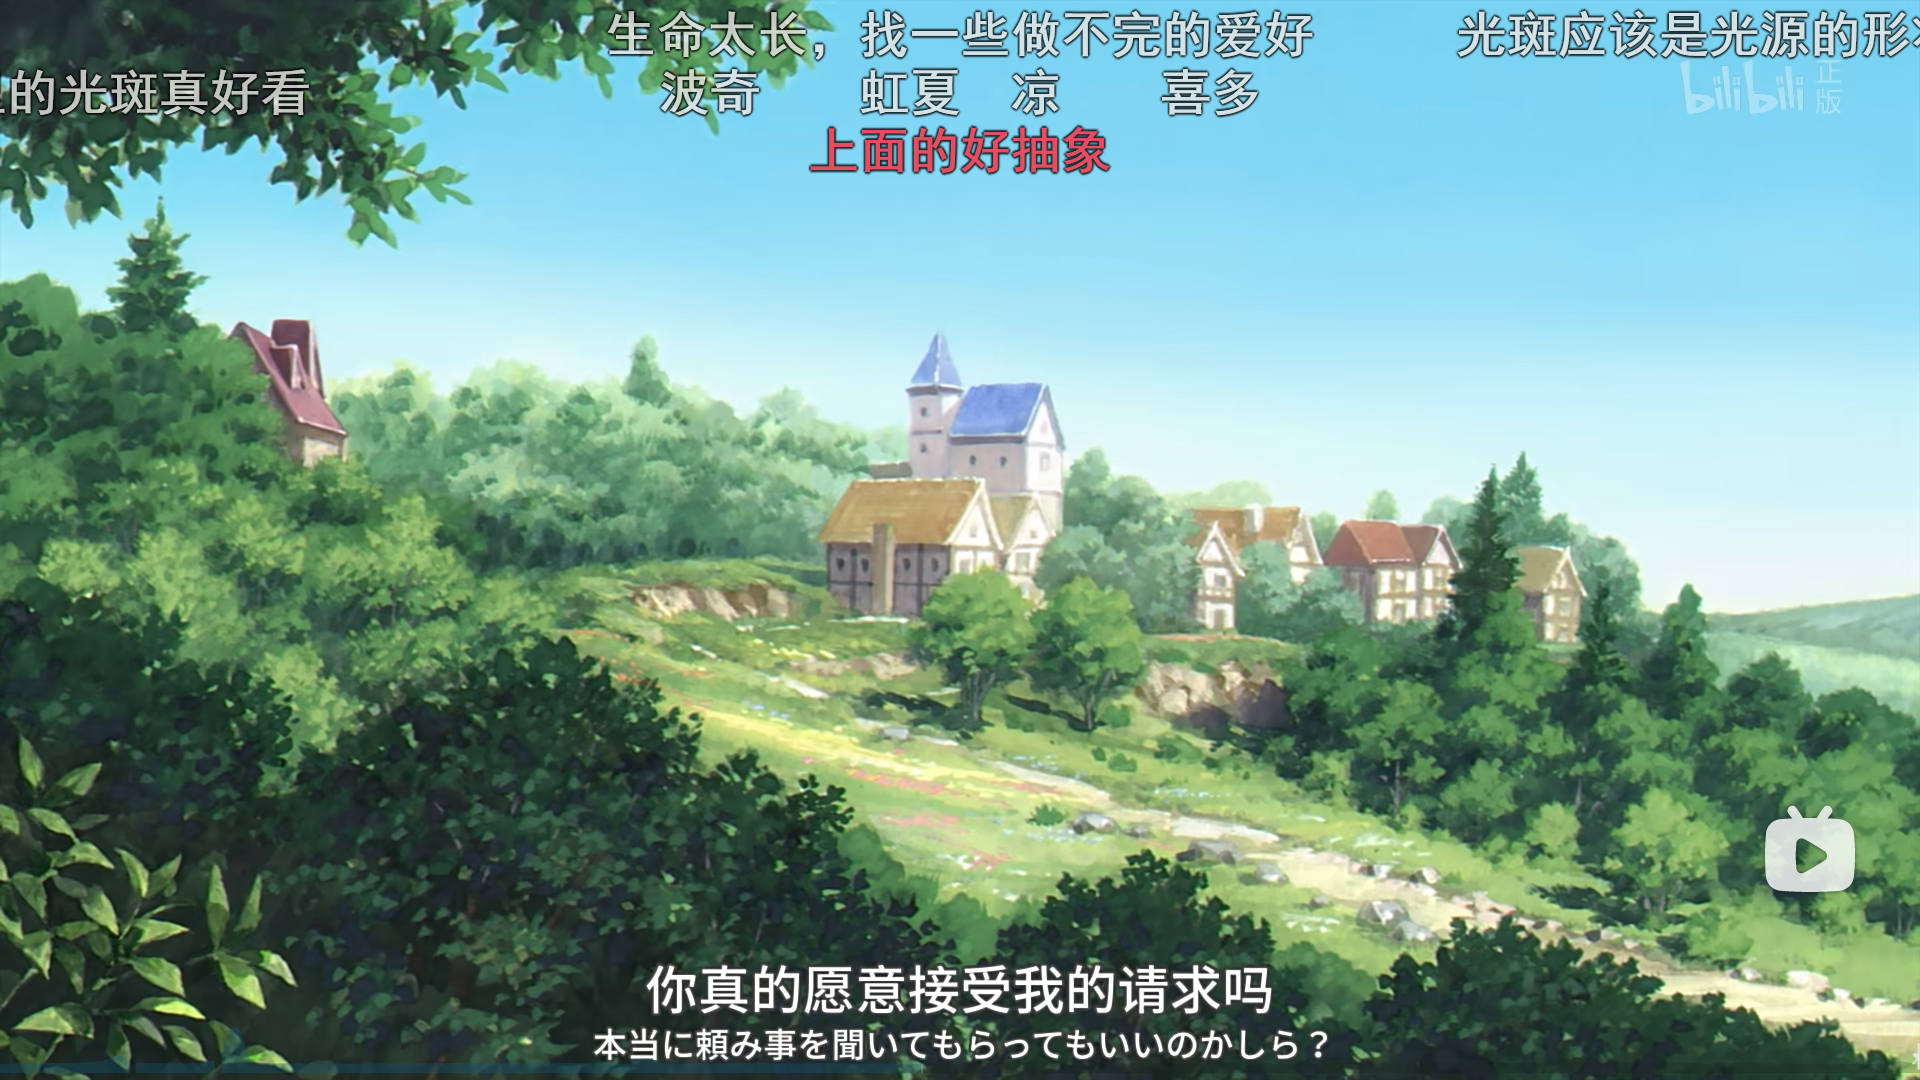 生命太长，找一些做不完的爱好
光斑应该是光源的形
的光斑真好看
波奇 虹夏 凉 喜多
bilibili 正版
上面的好抽象
你真的愿意接受我的请求吗
本当に頼み事を聞いてもらってもいいのかしら？